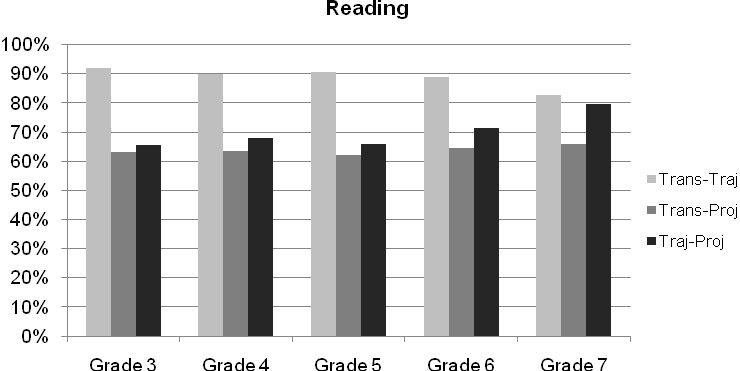 Reading
100%
90%
80%
70%
60%
50%
40%
30%
20%
10%
0%
Grade 3 Grade 4 Grade 5 Grade 6 Grade 7
Trans-Traj
Trans-Proj
Traj-Proj